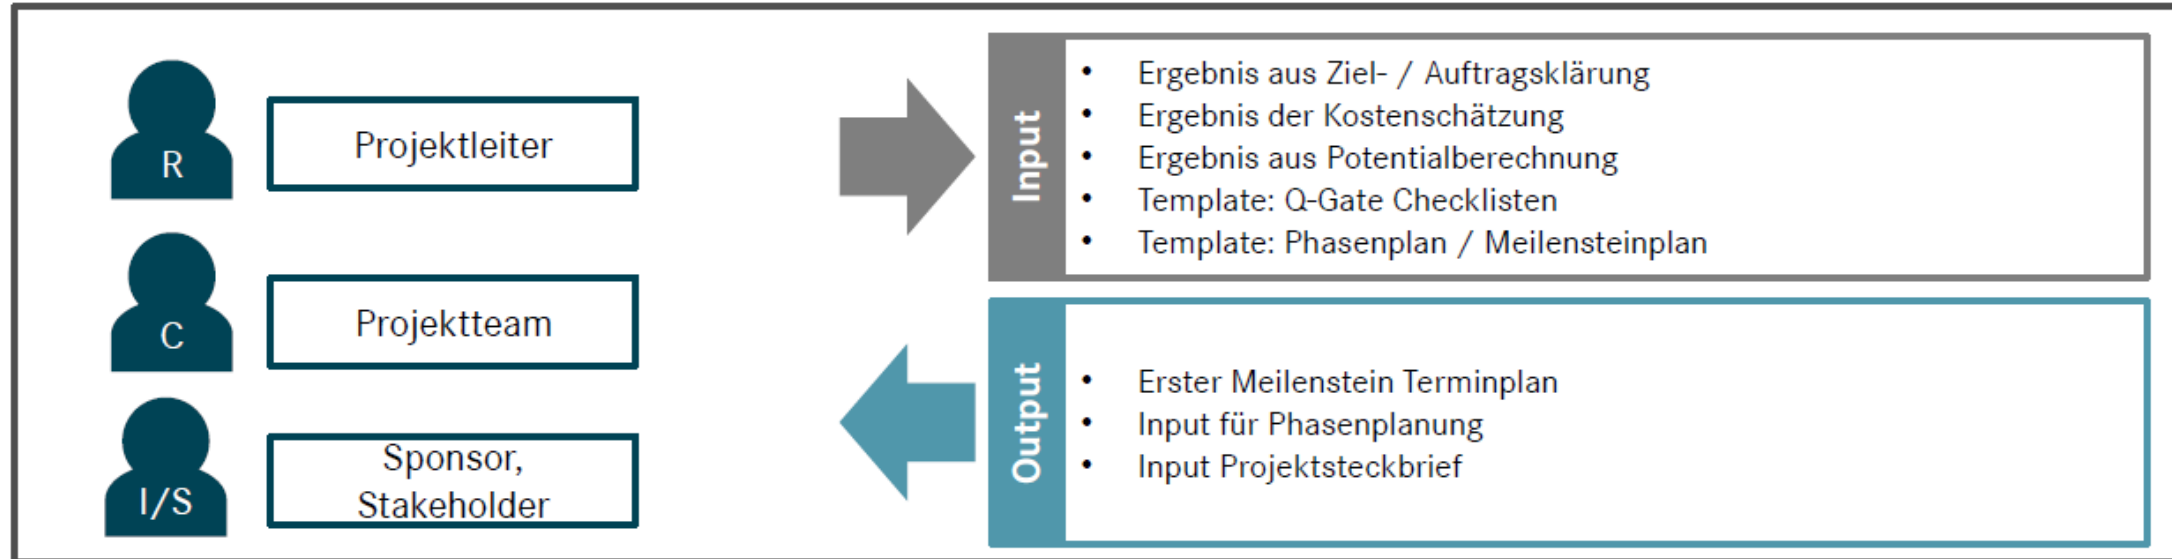 R
Projektleiter
C
Projektteam
I/S
Sponsor,
Stakeholder
Input
• Ergebnis aus Ziel- / Auftragsklärung
• Ergebnis der Kostenschätzung
• Ergebnis aus Potentialberechnung
• Template: Q-Gate Checklisten
• Template: Phasenplan / Meilensteinplan
Output
• Erster Meilenstein Terminplan
• Input für Phasenplanung
• Input Projektsteckbrief